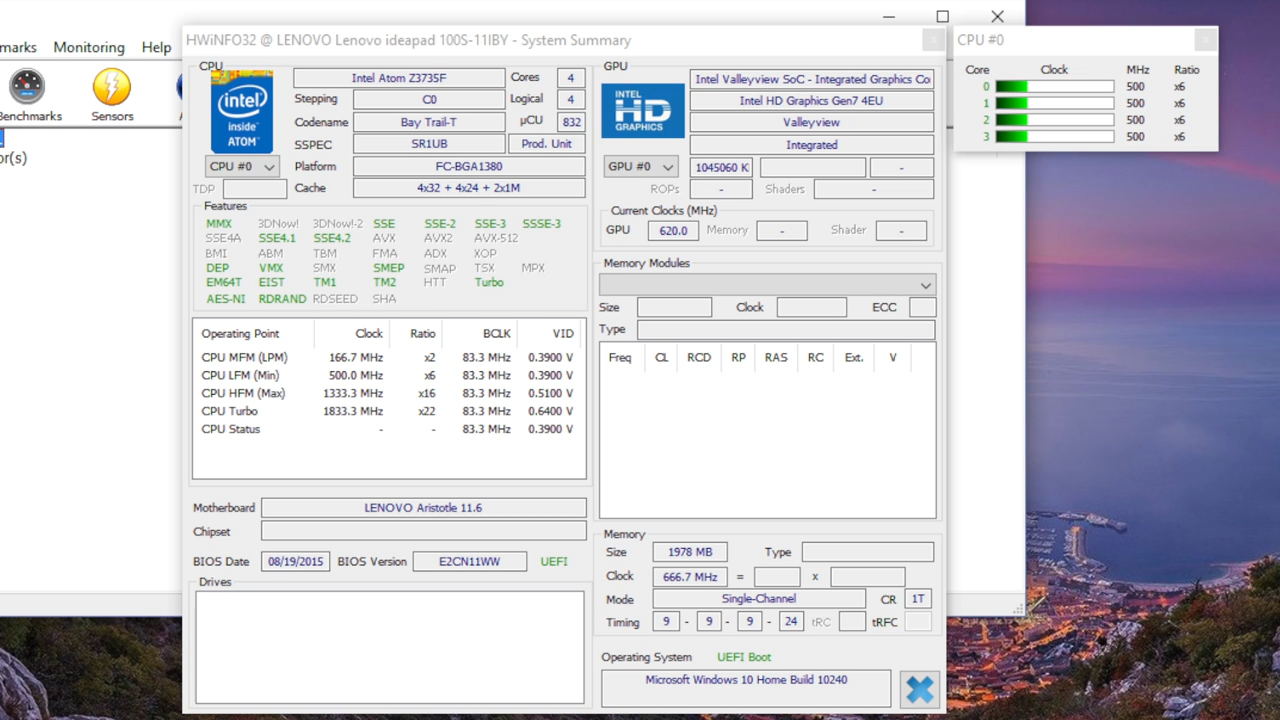 marks Monitoring Help
Benchmarks Sensors
or(s)
HWiNFO32 @ LENOVO Lenovo ideapad 100S-11IBY - System Summary
CPU
intel inside ATOM
Intel Atom Z3735F Cores 4
Stepping C0 Logical 4
Codename Bay Trail-T µCU 832
SSPEC SR1UB Prod. Unit
CPU #0 Platform FC-BGA1380
TDP Cache 4x32 + 4x24 + 2x1M
Features
MMX 3DNow! 3DNow!-2 SSE SSE-2 SSE-3 SSSE-3
SSE4A SSE4.1 SSE4.2 AVX AVX2 AVX-512
BMI ABM TBM FMA ADX XOP
DEP VMX SMX SMEP SMAP TSX MPX
EM64T EIST TM1 TM2 HTT Turbo
AES-NI RDRAND RDSEED SHA
Operating Point Clock Ratio BCLK VID
CPU MFM (LPM) 166.7 MHz x2 83.3 MHz 0.3900 V
CPU LFM (Min) 500.0 MHz x6 83.3 MHz 0.3900 V
CPU HFM (Max) 1333.3 MHz x16 83.3 MHz 0.5100 V
CPU Turbo 1833.3 MHz x22 83.3 MHz 0.6400 V
CPU Status - - 83.3 MHz 0.3900 V
Motherboard LENOVO Aristotle 11.6
Chipset
BIOS Date 08/19/2015 BIOS Version E2CN11WW UEFI
Drives
GPU
INTEL HD GRAPHICS
Intel Valleyview SoC - Integrated Graphics Co
Intel HD Graphics Gen7 4EU
Valleyview
Integrated
GPU #0 1045060 K -
ROPs - Shaders -
Current Clocks (MHz)
GPU 620.0 Memory - Shader -
Memory Modules
Size Clock ECC
Type
Freq CL RCD RP RAS RC Ext. V
Memory
Size 1978 MB Type
Clock 666.7 MHz = x
Mode Single-Channel CR 1T
Timing 9 - 9 - 9 - 24 tRC tRFC
Operating System UEFI Boot
Microsoft Windows 10 Home Build 10240
CPU #0
Core Clock MHz Ratio
0 500 x6
1 500 x6
2 500 x6
3 500 x6